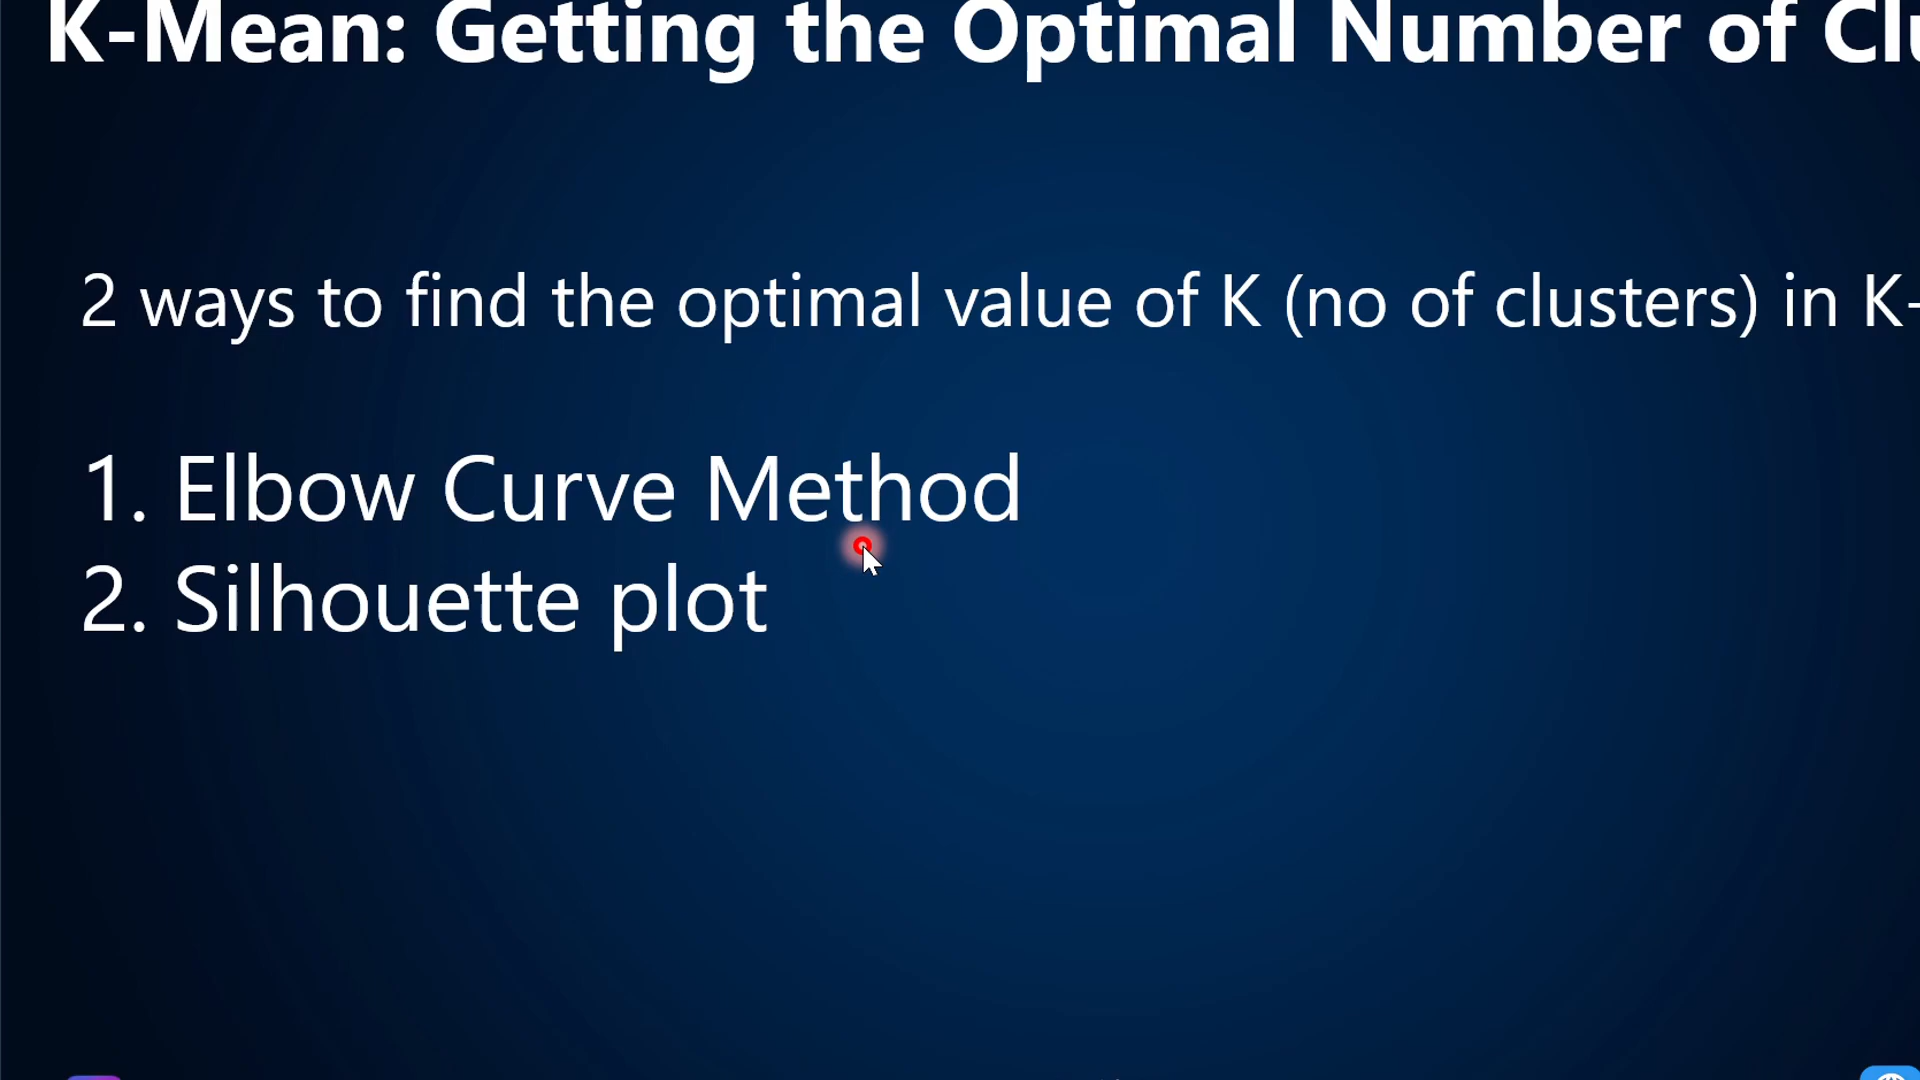 K-Mean: Getting the Optimal Number of Clu
2 ways to find the optimal value of K (no of clusters) in K-
1. Elbow Curve Method
2. Silhouette plot